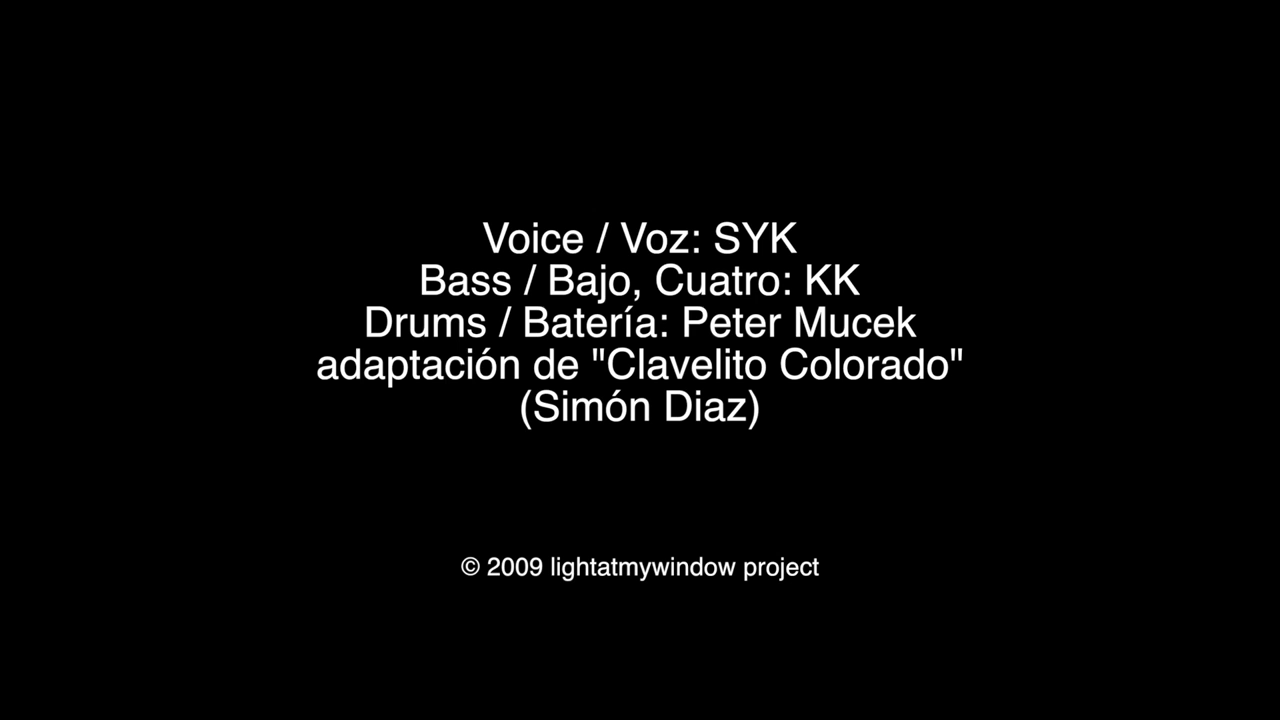 Voice / Voz: SYK
Bass / Bajo, Cuatro: KK
Drums / Batería: Peter Mucek
adaptación de "Clavelito Colorado"
(Simón Diaz)
© 2009 lightatmywindow project